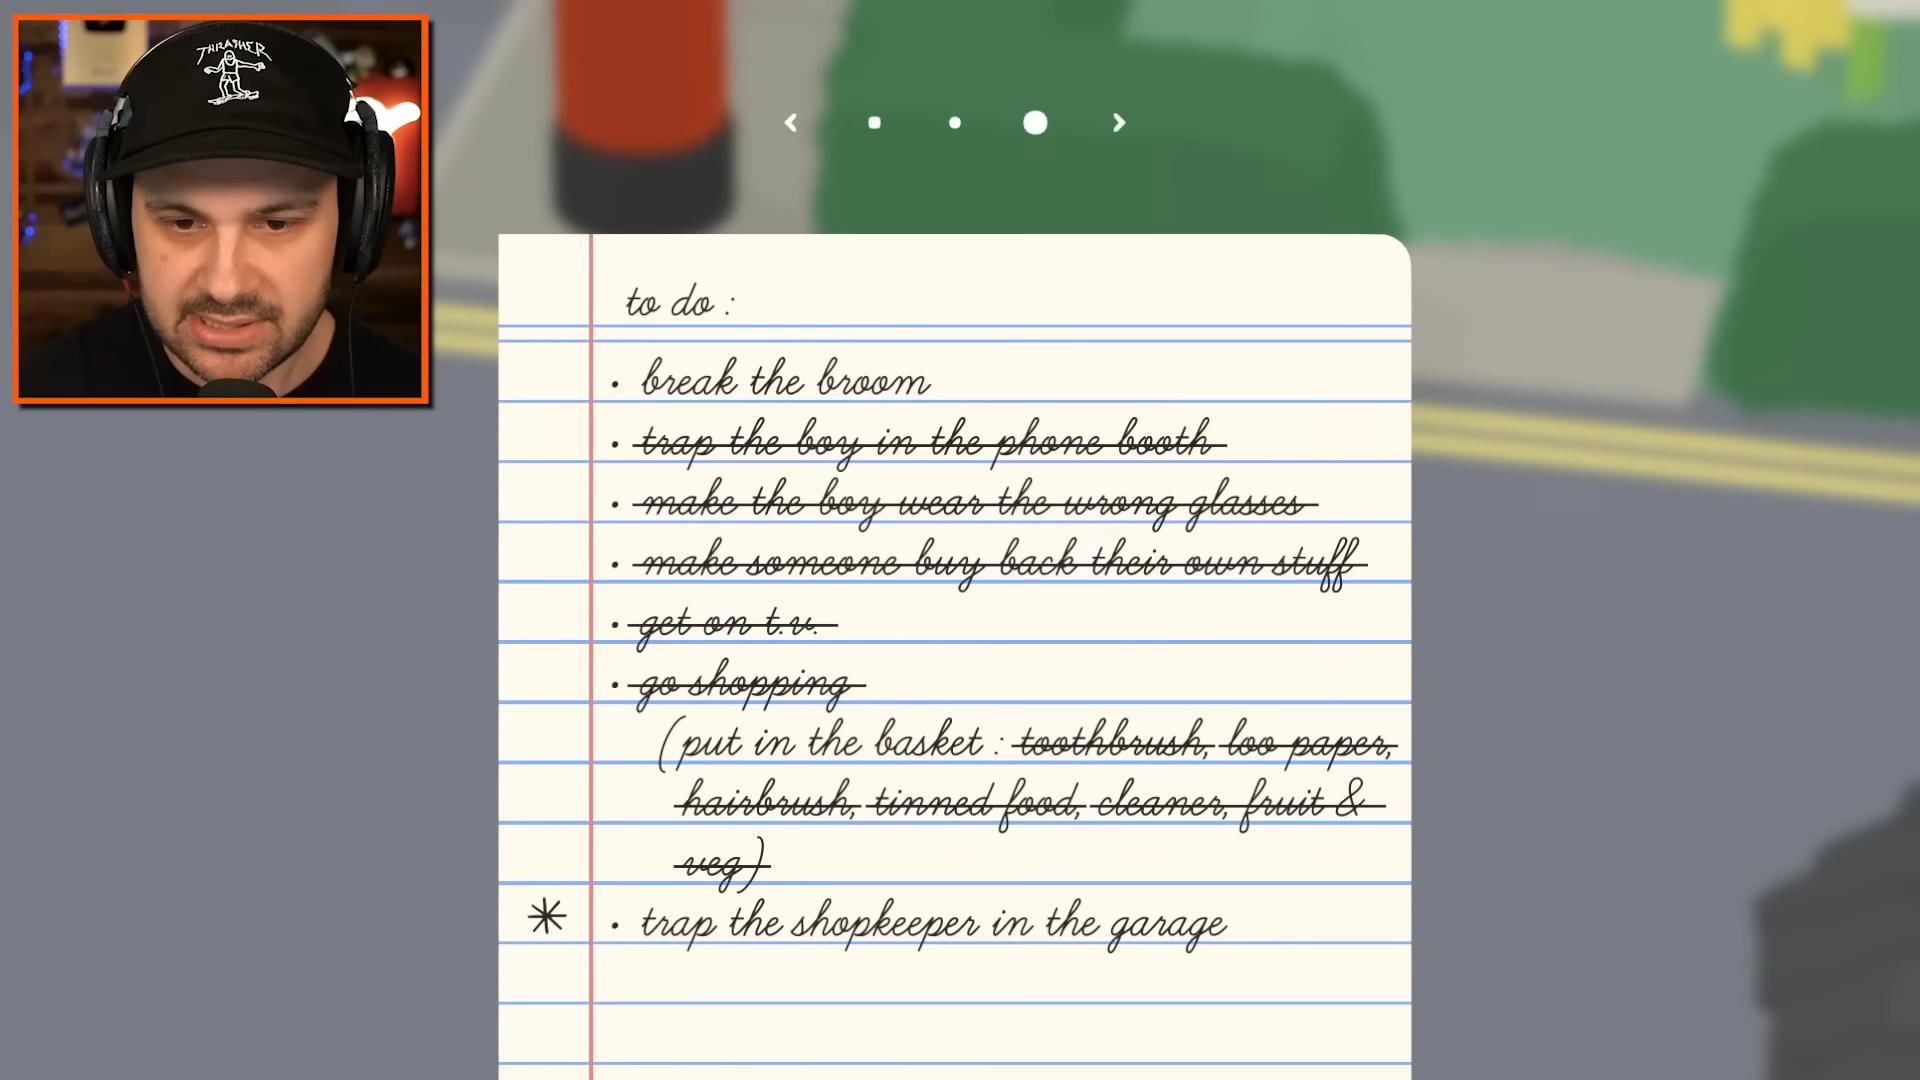 THRASHER
to do :
• break the broom
• trap the boy in the phone booth
• make the boy wear the wrong glasses
• make someone buy back their own stuff
• get on t.v.
• go shopping
(put in the basket : toothbrush, loo paper,
hairbrush, tinned food, cleaner, fruit &
veg)
* • trap the shopkeeper in the garage